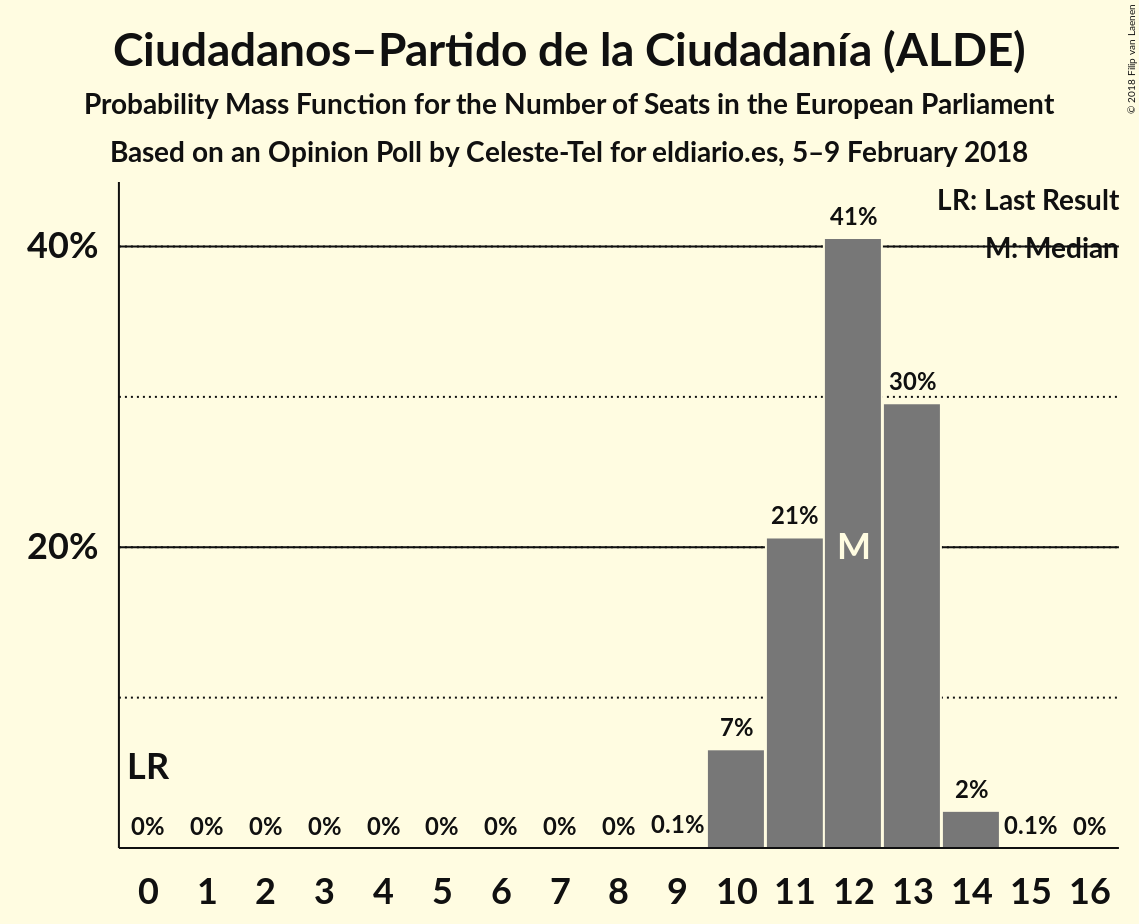 Ciudadanos–Partido de la Ciudadanía (ALDE)
Probability Mass Function for the Number of Seats in the European Parliament
Based on an Opinion Poll by Celeste-Tel for eldiario.es, 5–9 February 2018
© 2018 Filip van Laenen
LR: Last Result
M: Median
40%
20%
41%
30%
21%
M
7%
2%
LR
0% 0% 0% 0% 0% 0% 0% 0% 0% 0.1% 0.1% 0%
0 1 2 3 4 5 6 7 8 9 10 11 12 13 14 15 16